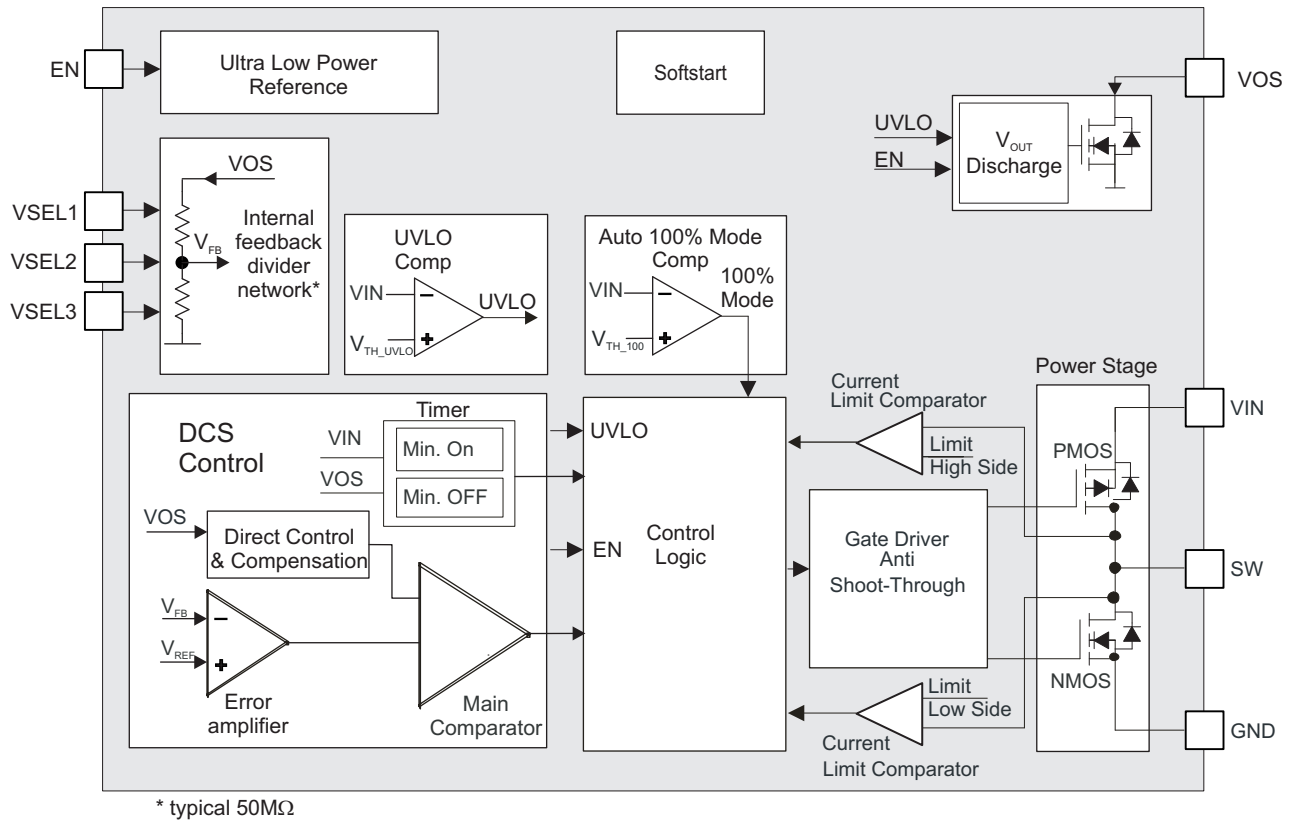 EN
Ultra Low Power
Reference
Softstart
VOS
UVLO
EN
VOUT
Discharge
VOS
VSEL1
VSEL2
VSEL3
VFB
Internal
feedback
divider
network*
UVLO
Comp
VIN
UVLO
VTH_UVLO
Auto 100% Mode
Comp
100%
Mode
VIN
VTH_100
Power Stage
VIN
SW
GND
PMOS
NMOS
Current
Limit Comparator
Limit
High Side
DCS
Control
Timer
VIN
VOS
Min. On
Min. OFF
VOS
Direct Control
& Compensation
VFB
VREF
Error
amplifier
Main
Comparator
UVLO
EN
Control
Logic
Gate Driver
Anti
Shoot-Through
Limit
Low Side
Current
Limit Comparator
* typical 50MΩ